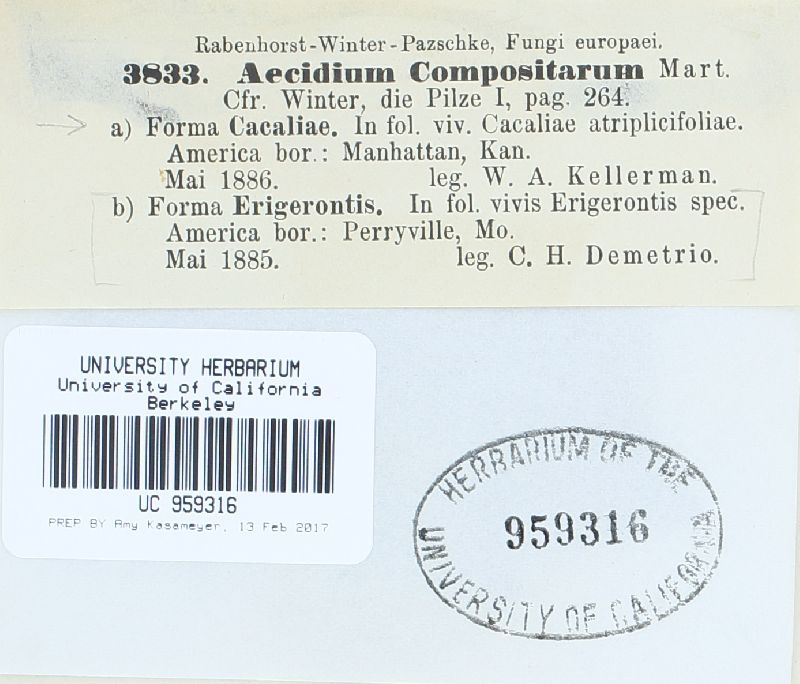 Rabenhorst-Winter-Pazschke, Fungi europaei.
3833. Aecidium Compositarum Mart.
Cfr. Winter, die Pilze I, pag. 264.
a) Forma Cacaliae. In fol. viv. Cacaliae atriplicifoliae.
America bor.: Manhattan, Kan.
Mai 1886. leg. W. A. Kellerman.
b) Forma Erigerontis. In fol. vivis Erigerontis spec.
America bor.: Perryville, Mo.
Mai 1885. leg. C. H. Demetrio.
UNIVERSITY HERBARIUM
University of California
Berkeley
UC 959316
PREP BY Amy Kasameyer, 13 Feb 2017
HERBARIUM OF THE
959316
UNIVERSITY OF CALIFORNIA